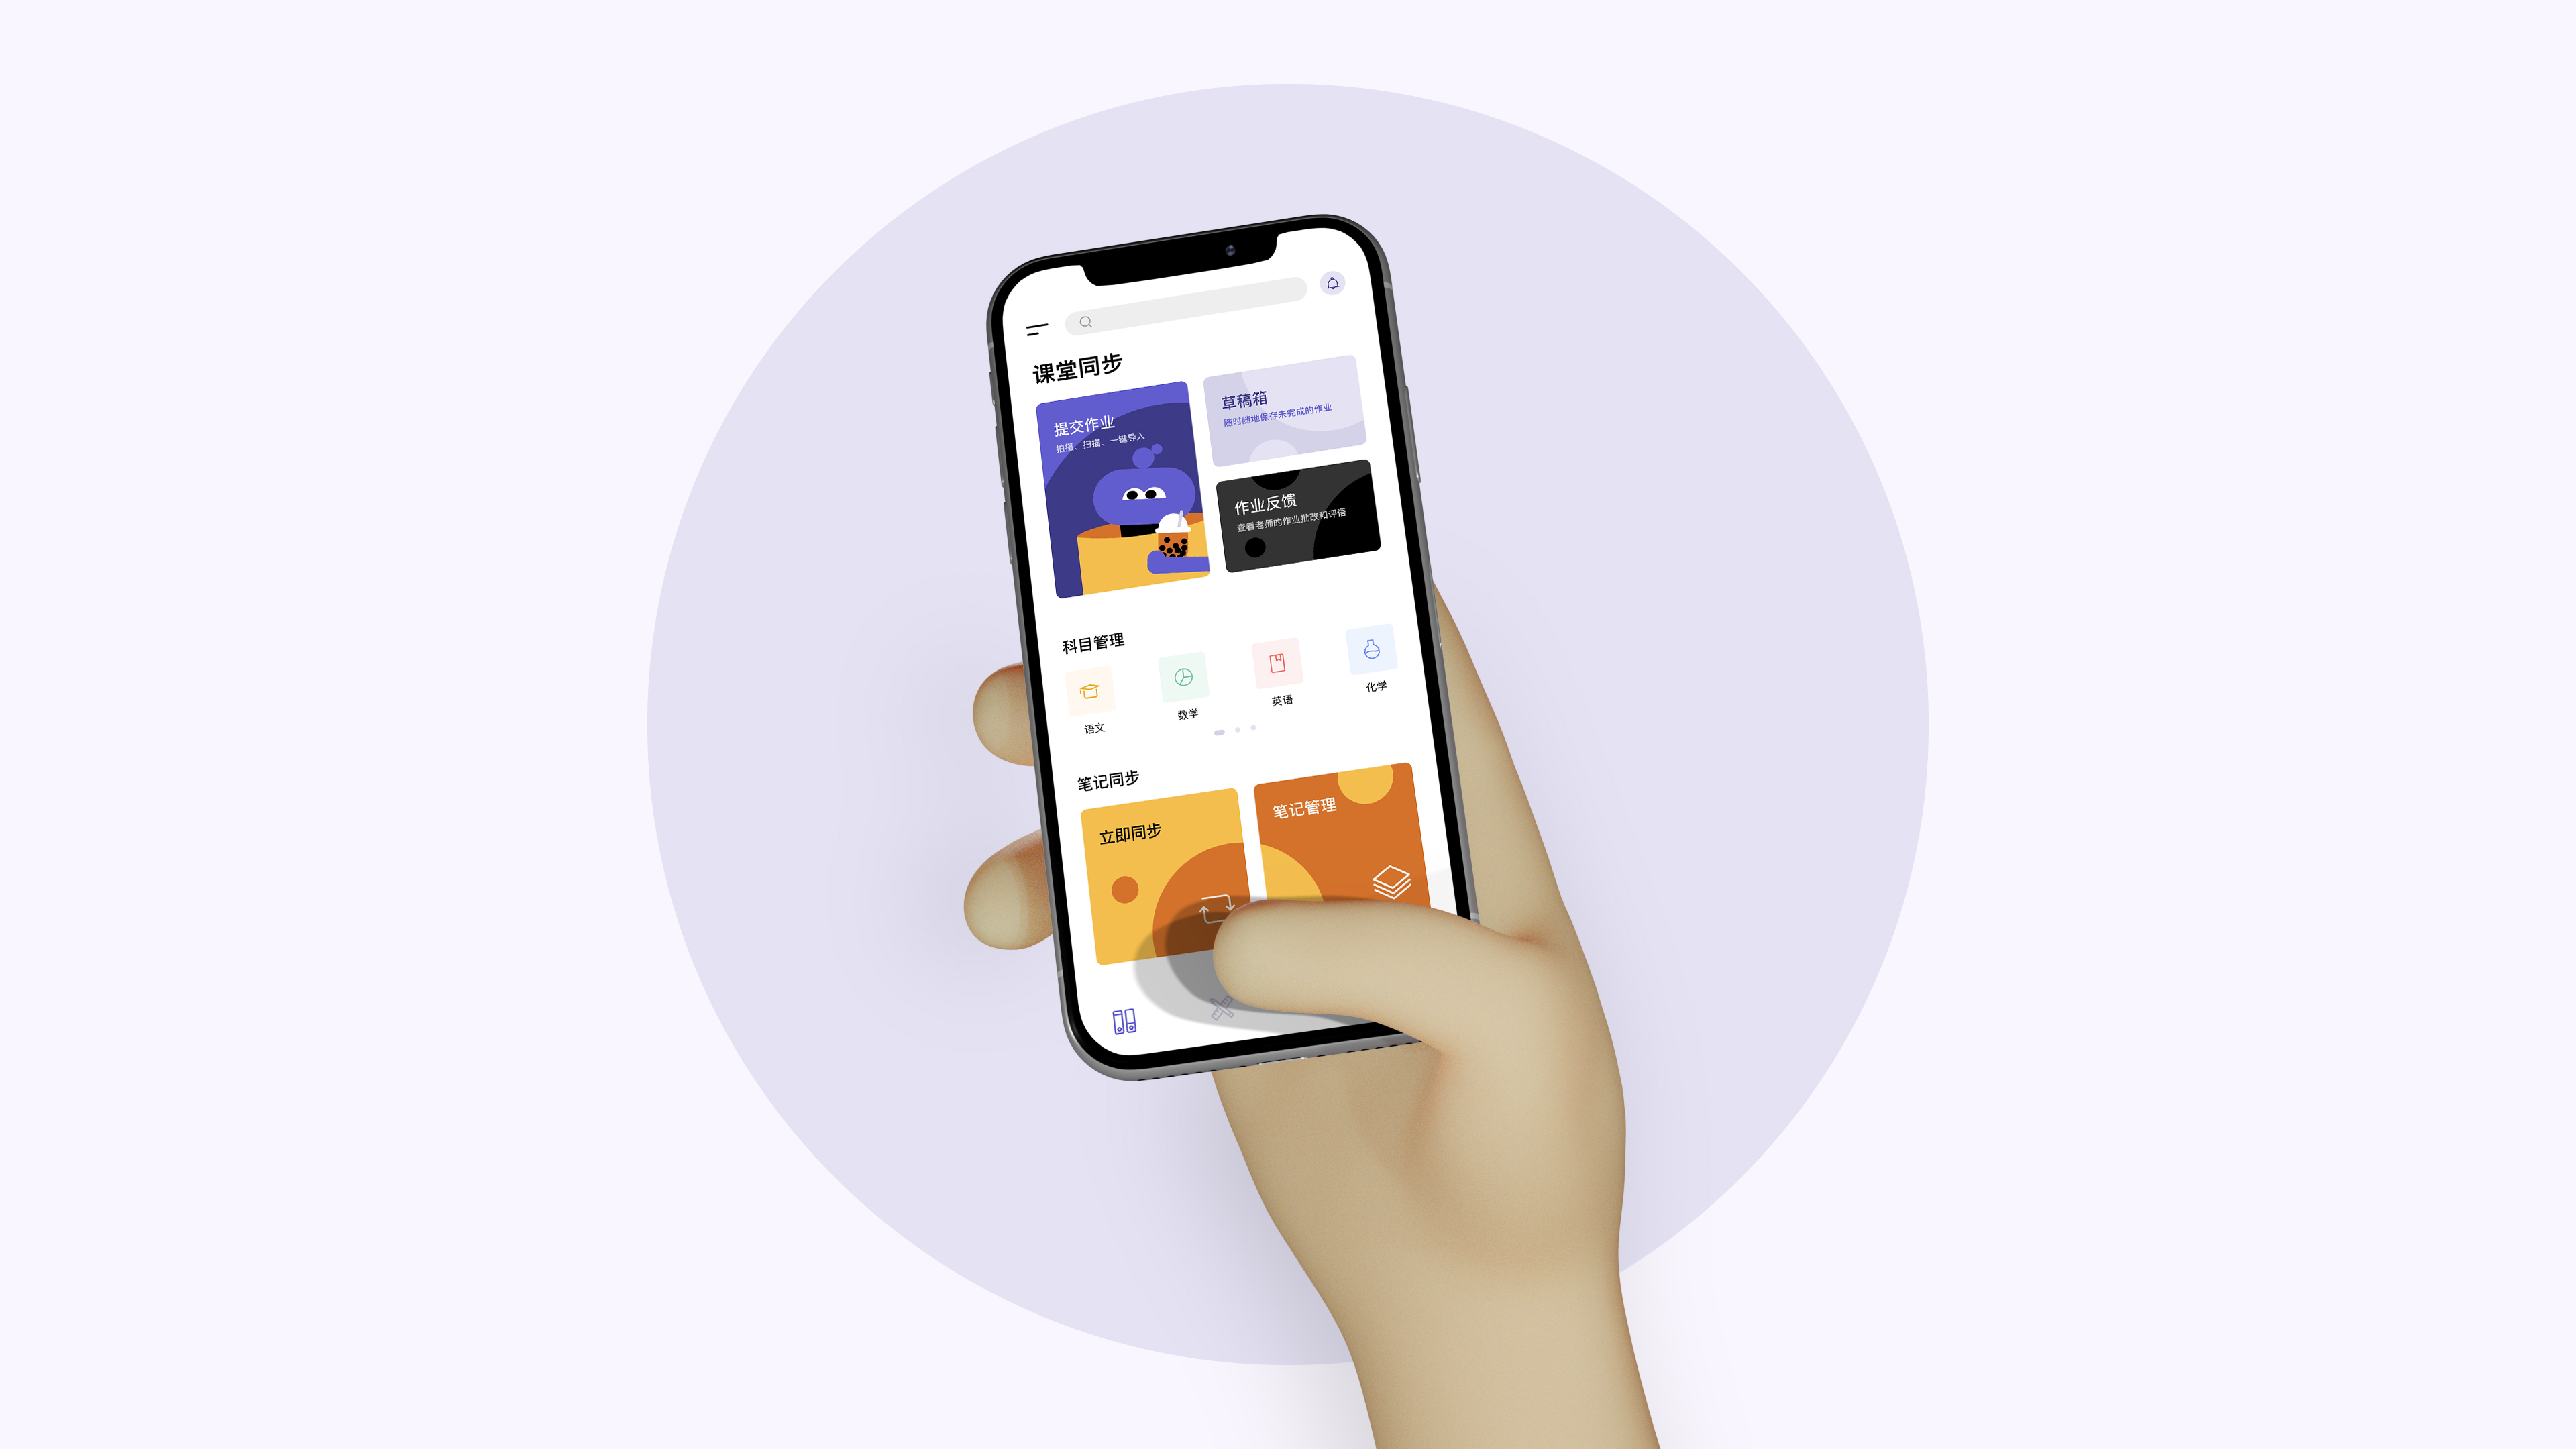 课堂同步
提交作业
拍摄、扫描、一键导入
草稿箱
随时随地保存未完成的作业
作业反馈
查看老师的作业批改和评语
科目管理
语文
数学
英语
化学
笔记同步
立即同步
笔记管理